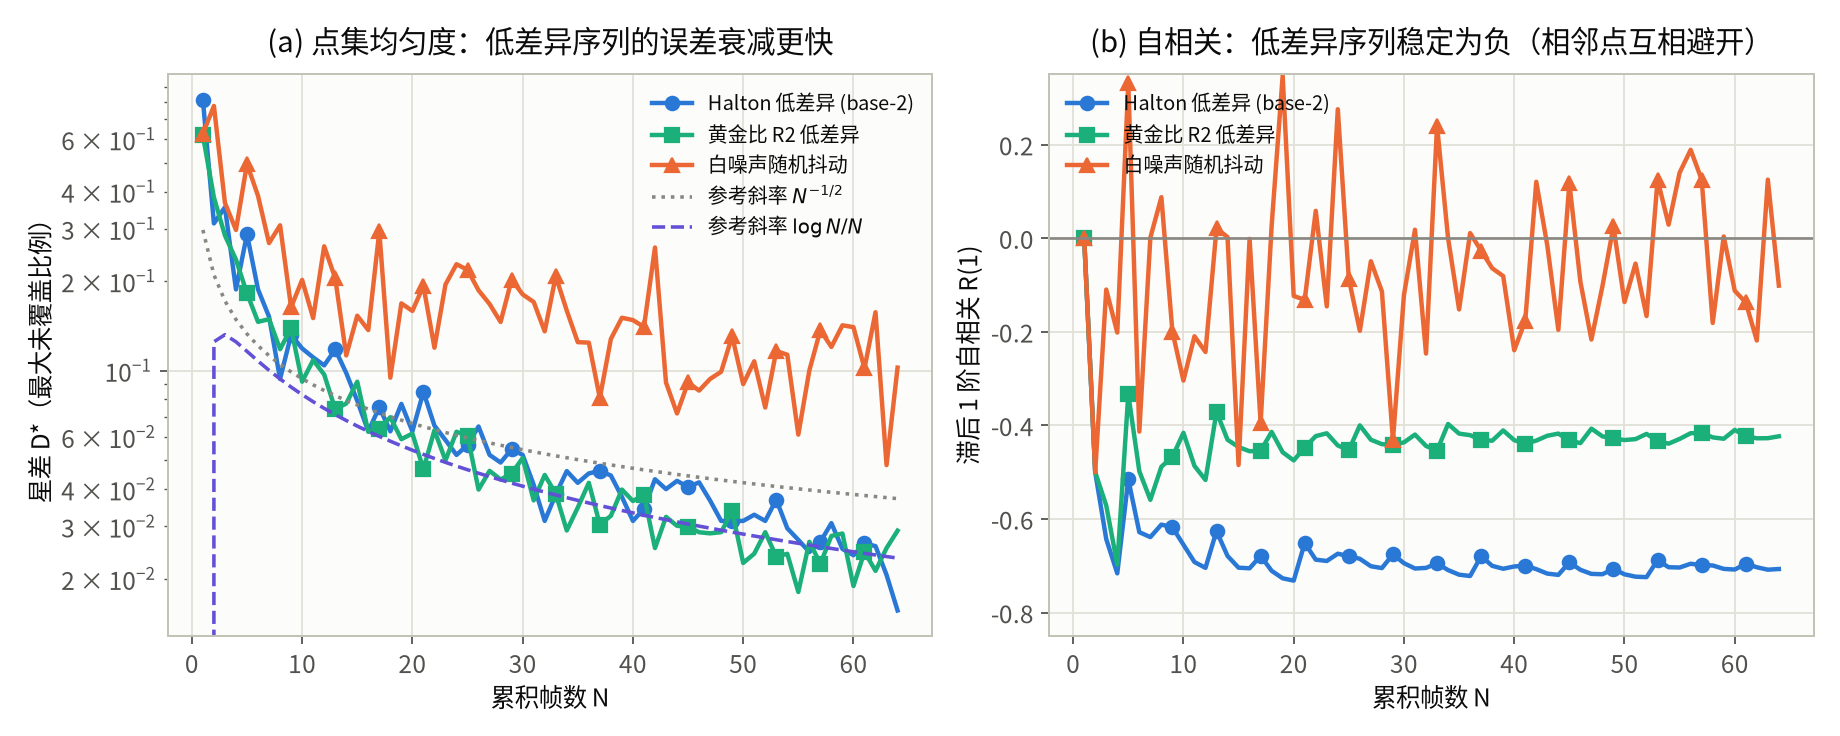 (a) 点集均匀度：低差异序列的误差衰减更快
星差 D*（最大未覆盖比例）
6 × 10⁻¹
4 × 10⁻¹
3 × 10⁻¹
2 × 10⁻¹
10⁻¹
6 × 10⁻²
4 × 10⁻²
3 × 10⁻²
2 × 10⁻²
Halton 低差异 (base-2)
黄金比 R2 低差异
白噪声随机抖动
参考斜率 N⁻¹/²
参考斜率 log N/N
0 10 20 30 40 50 60
累积帧数 N
(b) 自相关：低差异序列稳定为负（相邻点互相避开）
滞后 1 阶自相关 R(1)
0.2
0.0
-0.2
-0.4
-0.6
-0.8
Halton 低差异 (base-2)
黄金比 R2 低差异
白噪声随机抖动
0 10 20 30 40 50 60
累积帧数 N